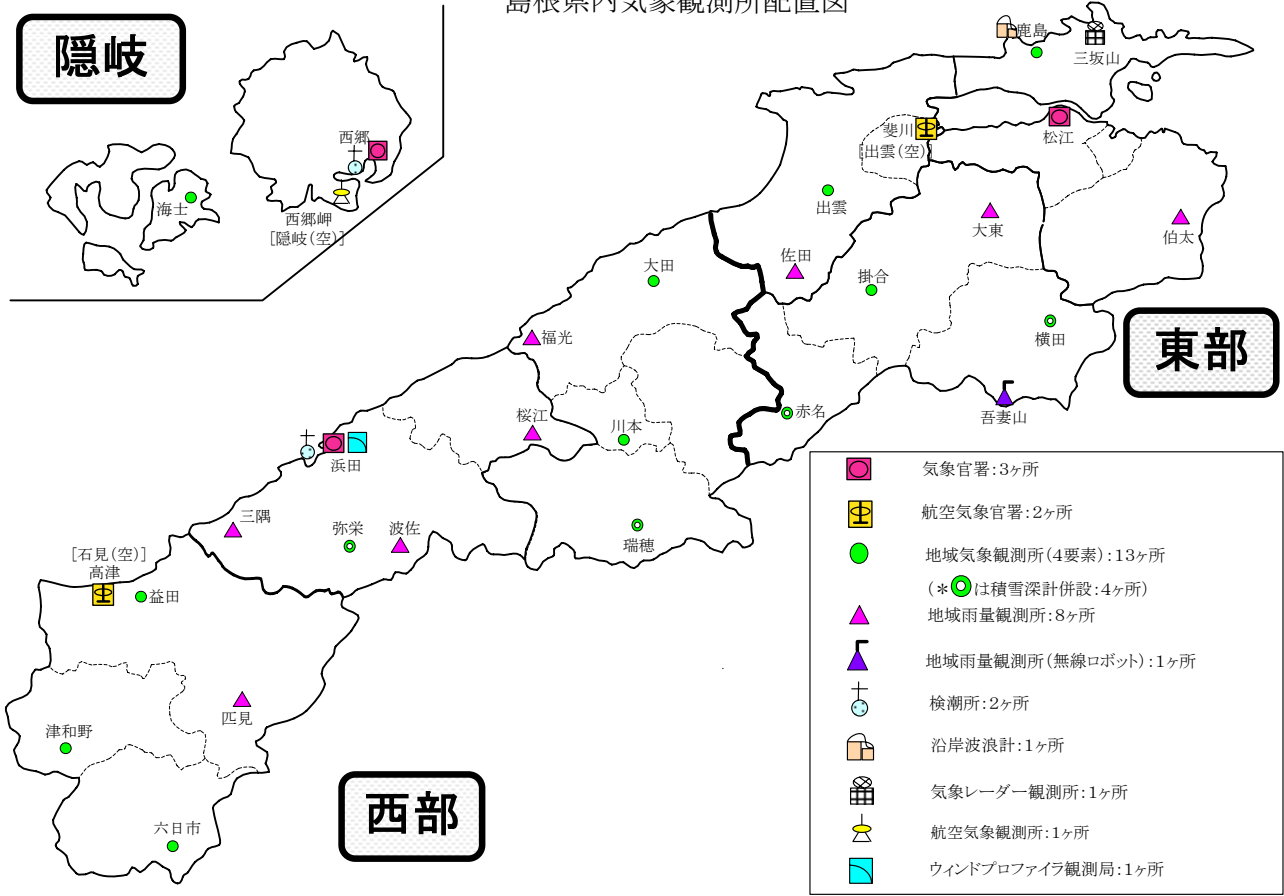 島根県内気象観測所配置図
隠岐
西郷
海士
西郷岬
[隠岐(空)]
鹿島
三坂山
斐川
[出雲(空)]
松江
出雲
大東
伯太
佐田
掛合
横田
東部
吾妻山
赤名
大田
福光
桜江
川本
瑞穂
浜田
三隅
弥栄
波佐
[石見(空)]
高津
益田
匹見
津和野
六日市
西部
気象官署:3ヶ所
航空気象官署:2ヶ所
地域気象観測所(4要素):13ヶ所
(*◎は積雪深計併設:4ヶ所)
地域雨量観測所:8ヶ所
地域雨量観測所(無線ロボット):1ヶ所
検潮所:2ヶ所
沿岸波浪計:1ヶ所
気象レーダー観測所:1ヶ所
航空気象観測所:1ヶ所
ウィンドプロファイラ観測局:1ヶ所